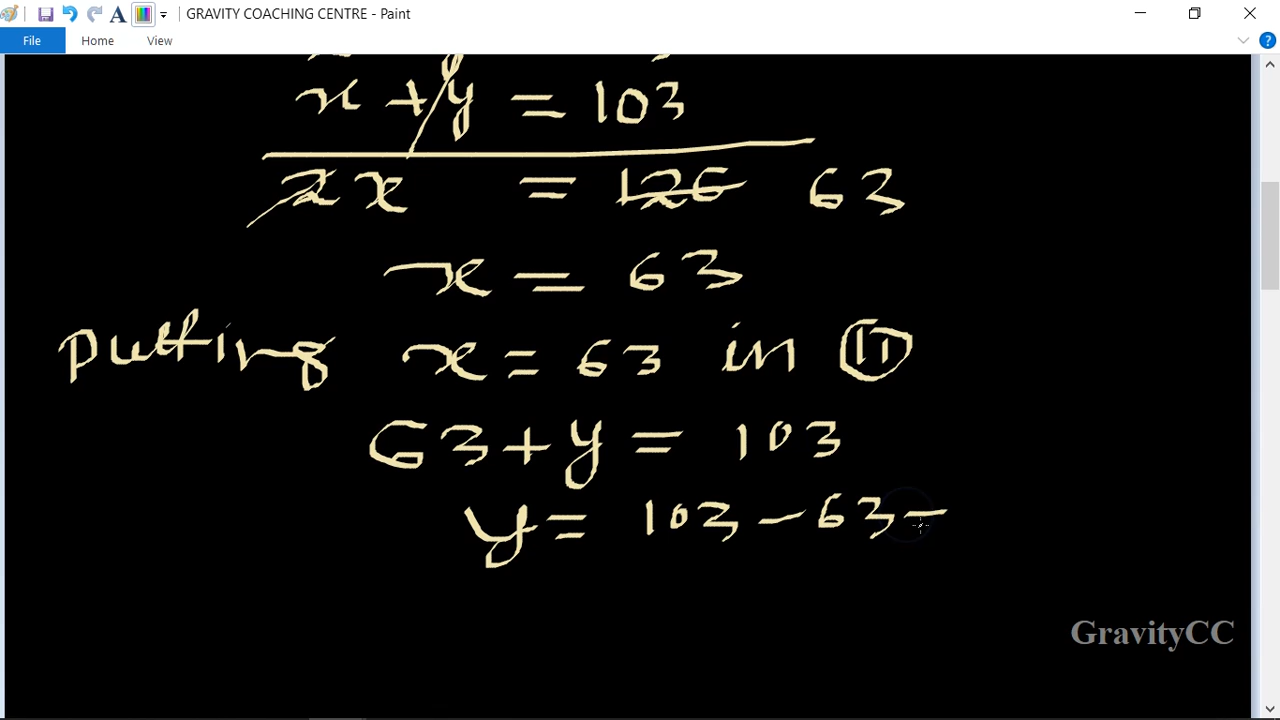 GRAVITY COACHING CENTRE - Paint
File Home View
x + y = 103
2x = 126 63
x = 63
putting x = 63 in ⑪
63 + y = 103
y = 103 - 63 -
GravityCC